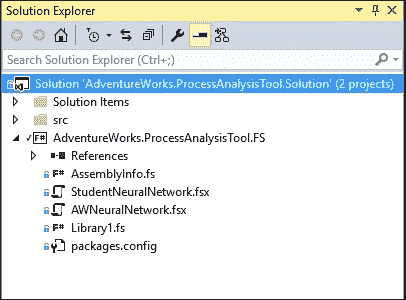 Solution Explorer
Search Solution Explorer (Ctrl+;)
Solution 'AdventureWorks.ProcessAnalysisTool.Solution' (2 projects)
Solution Items
src
F# AdventureWorks.ProcessAnalysisTool.FS
References
F# AssemblyInfo.fs
StudentNeuralNetwork.fsx
AWNeuralNetwork.fsx
F# Library1.fs
packages.config